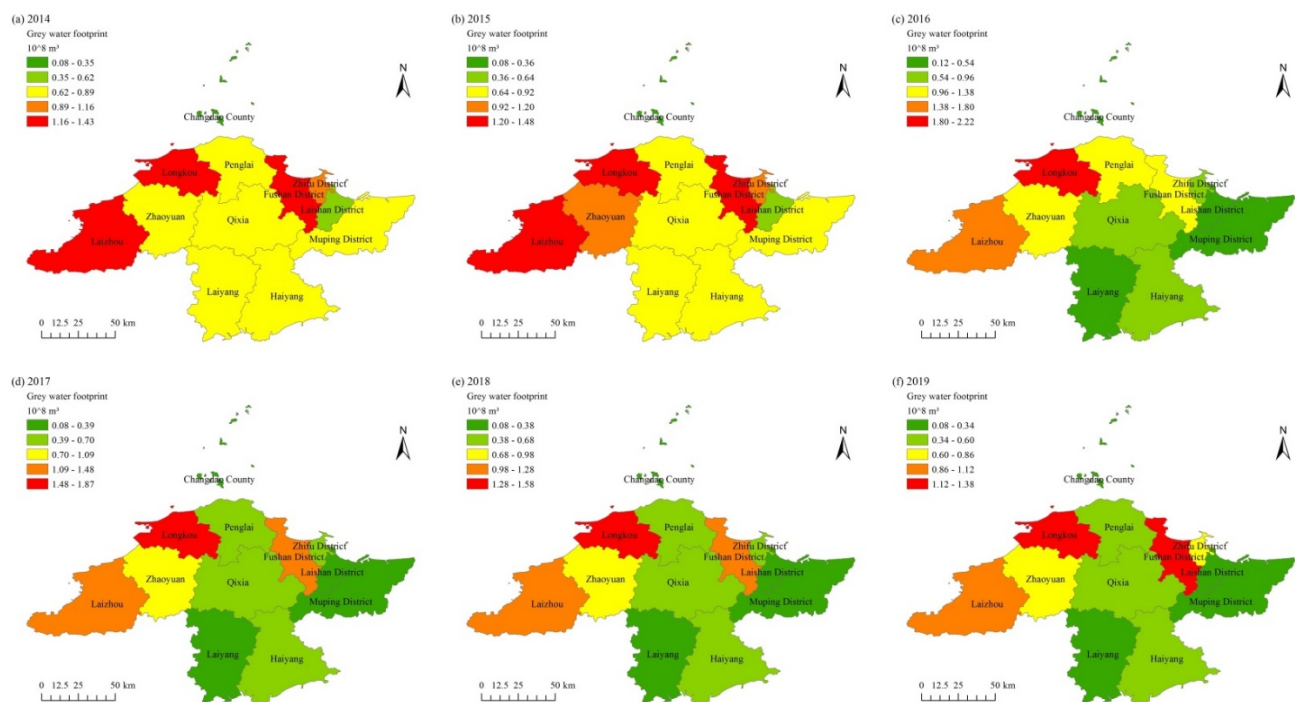 (a) 2014
Grey water footprint
10^8 m³
0.08 - 0.35
0.35 - 0.62
0.62 - 0.89
0.89 - 1.16
1.16 - 1.43
N
Changdao County
Penglai
Longkou
Zhifu District
Fushan District
Laishan District
Zhaoyuan
Qixia
Muping District
Laizhou
Laiyang
Haiyang
0 12.5 25 50 km
(b) 2015
Grey water footprint
10^8 m³
0.08 - 0.36
0.36 - 0.64
0.64 - 0.92
0.92 - 1.20
1.20 - 1.48
N
Changdao County
Penglai
Longkou
Zhifu District
Fushan District
Laishan District
Zhaoyuan
Qixia
Muping District
Laizhou
Laiyang
Haiyang
0 12.5 25 50 km
(c) 2016
Grey water footprint
10^8 m³
0.12 - 0.54
0.54 - 0.96
0.96 - 1.38
1.38 - 1.80
1.80 - 2.22
N
Changdao County
Penglai
Longkou
Zhifu District
Fushan District
Laishan District
Zhaoyuan
Qixia
Muping District
Laizhou
Laiyang
Haiyang
0 12.5 25 50 km
(d) 2017
Grey water footprint
10^8 m³
0.08 - 0.39
0.39 - 0.70
0.70 - 1.09
1.09 - 1.48
1.48 - 1.87
N
Changdao County
Penglai
Longkou
Zhifu District
Fushan District
Laishan District
Zhaoyuan
Qixia
Muping District
Laizhou
Laiyang
Haiyang
0 12.5 25 50 km
(e) 2018
Grey water footprint
10^8 m³
0.08 - 0.38
0.38 - 0.68
0.68 - 0.98
0.98 - 1.28
1.28 - 1.58
N
Changdao County
Penglai
Longkou
Zhifu District
Fushan District
Laishan District
Zhaoyuan
Qixia
Muping District
Laizhou
Laiyang
Haiyang
0 12.5 25 50 km
(f) 2019
Grey water footprint
10^8 m³
0.08 - 0.34
0.34 - 0.60
0.60 - 0.86
0.86 - 1.12
1.12 - 1.38
N
Changdao County
Penglai
Longkou
Zhifu District
Fushan District
Laishan District
Zhaoyuan
Qixia
Muping District
Laizhou
Laiyang
Haiyang
0 12.5 25 50 km